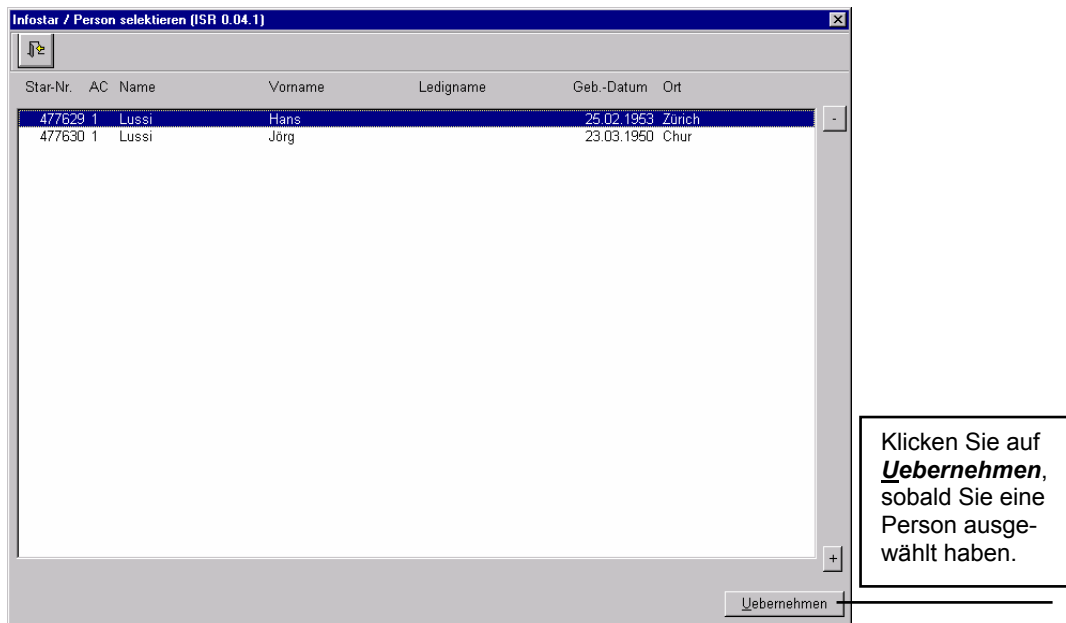 Infostar / Person selektieren (ISR 0.04.1)
Star-Nr. AC Name Vorname Ledigname Geb.-Datum Ort
477629 1 Lussi Hans 25.02.1953 Zürich
477630 1 Lussi Jörg 23.03.1950 Chur
-
+
Uebernehmen
Klicken Sie auf
Uebernehmen,
sobald Sie eine
Person ausge-
wählt haben.